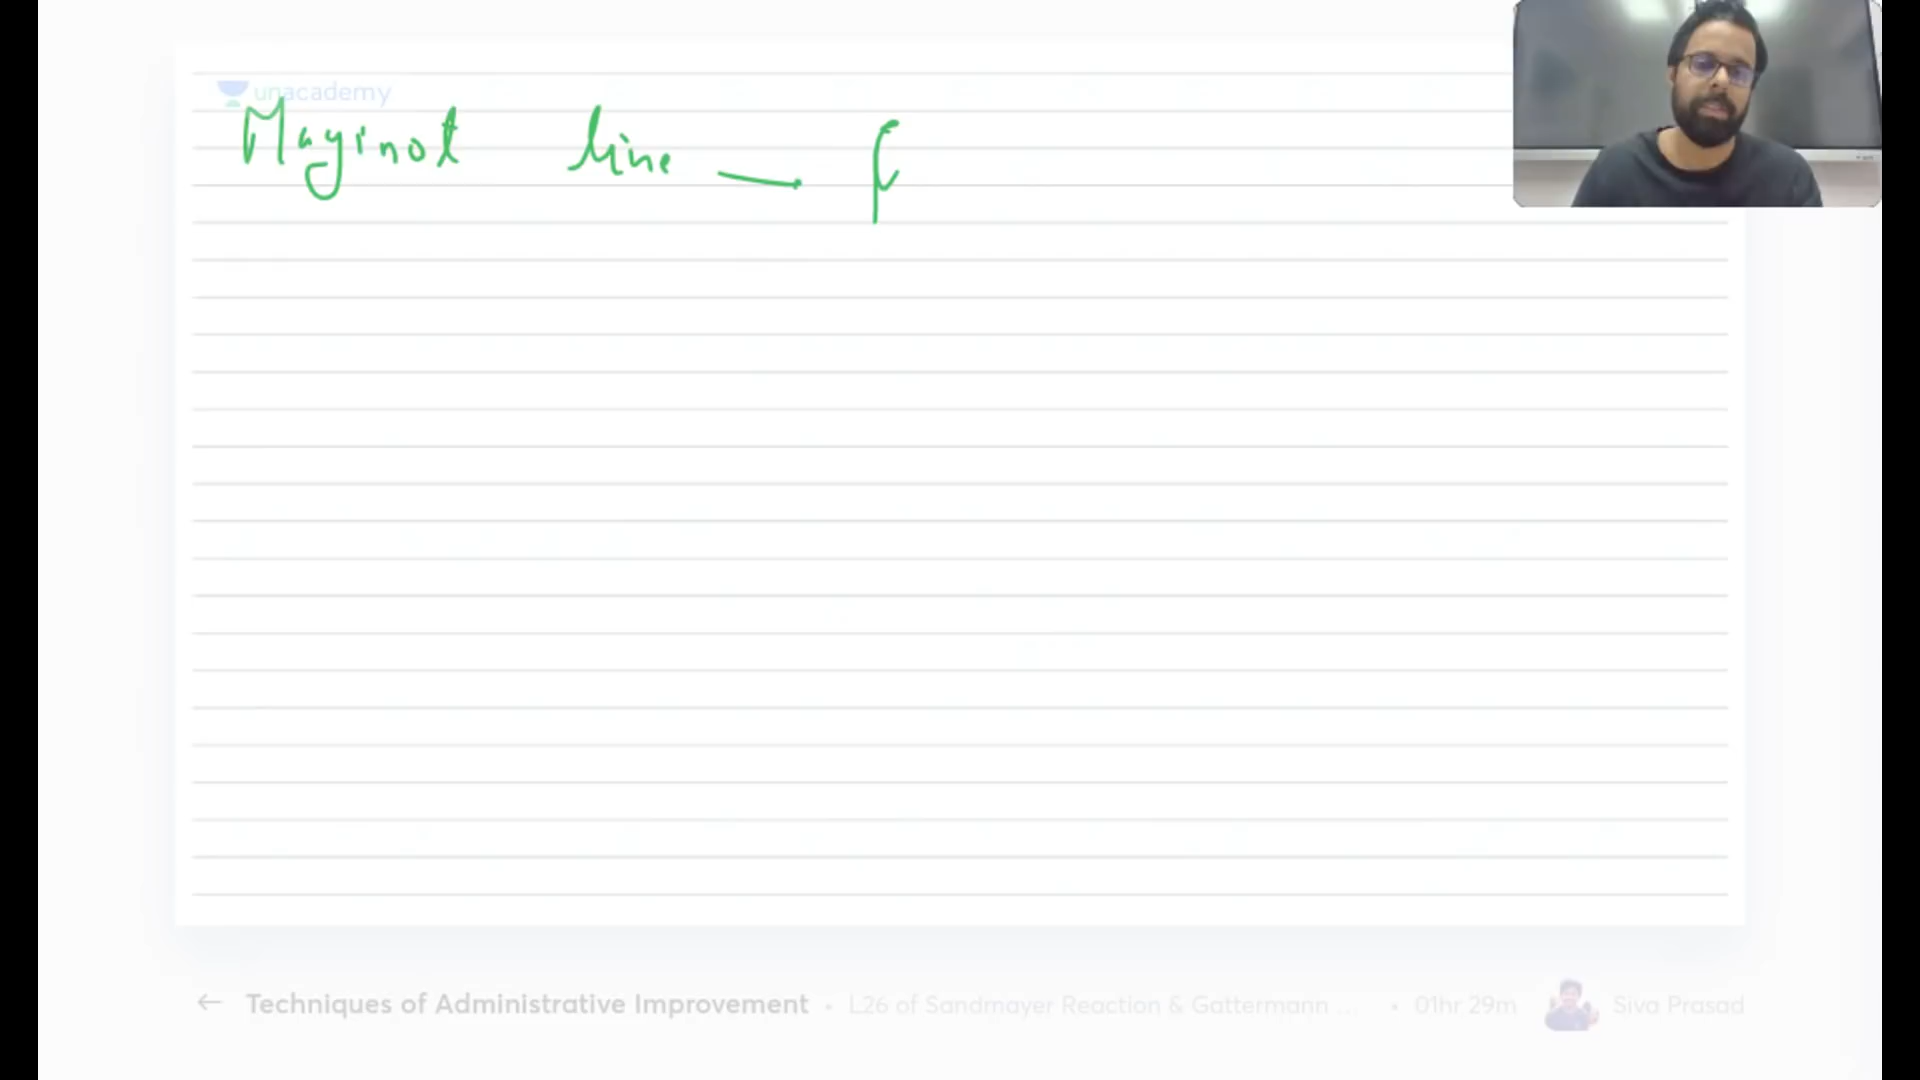 unacademy
Maginot line —
Techniques of Administrative Improvement • L26 of Sandmayer Reaction & Gattermann ... • 01hr 29m Siva Prasad